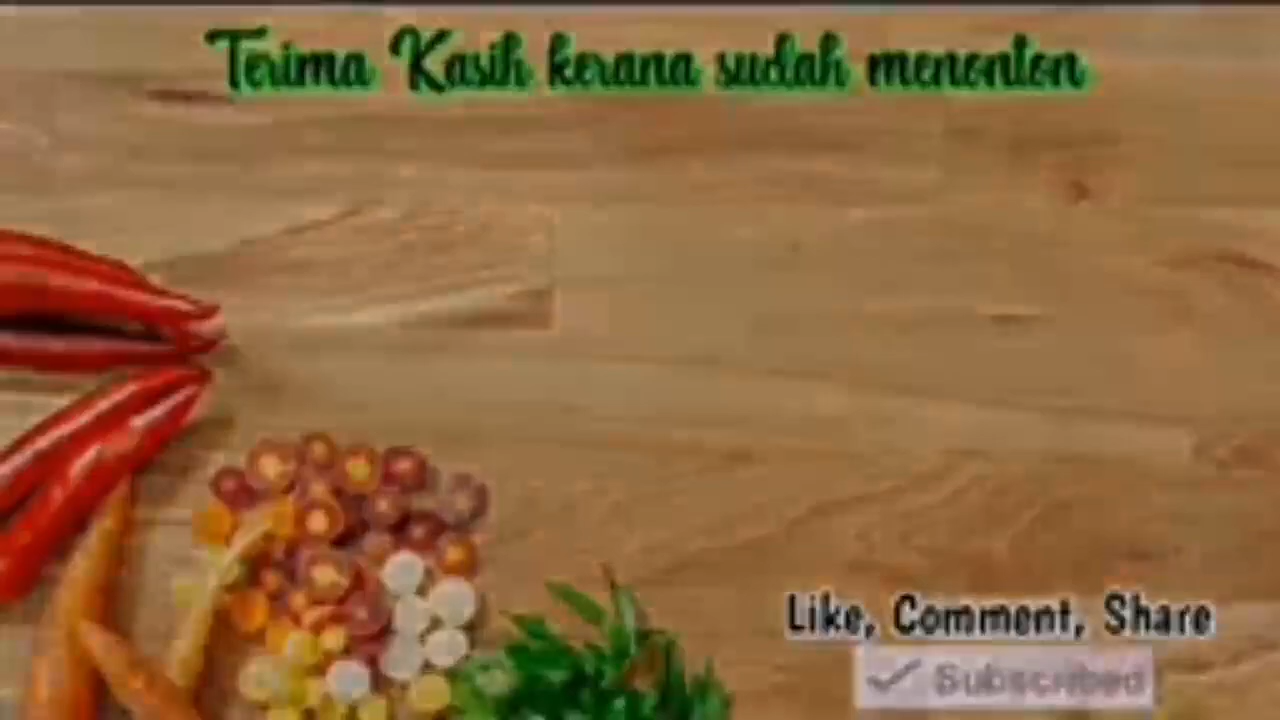 Terima Kasih kerana sudah menonton
Like, Comment, Share
Subscribed